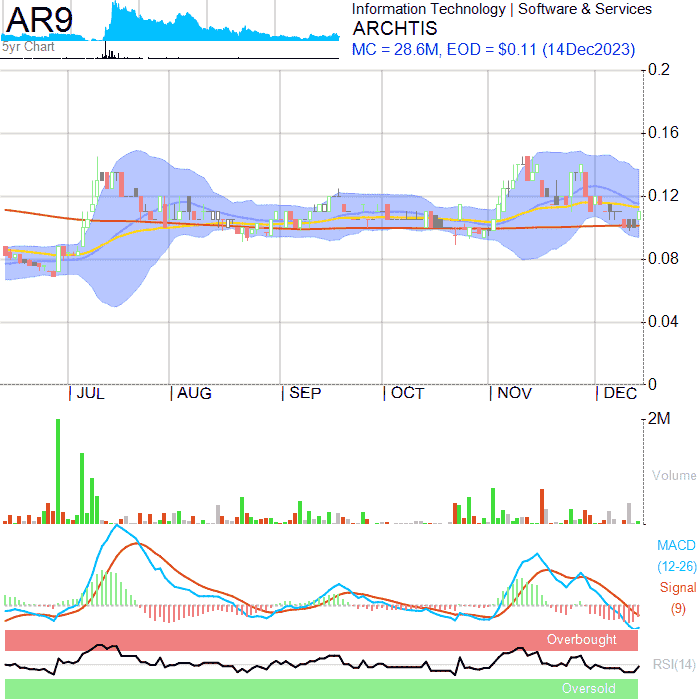 AR9
5yr Chart
Information Technology | Software & Services
ARCHTIS
MC = 28.6M, EOD = $0.11 (14Dec2023)
0.2
0.16
0.12
0.08
0.04
0
| JUL | AUG | SEP | OCT | NOV | DEC
2M
Volume
MACD
(12-26)
Signal
(9)
Overbought
RSI(14)
Oversold